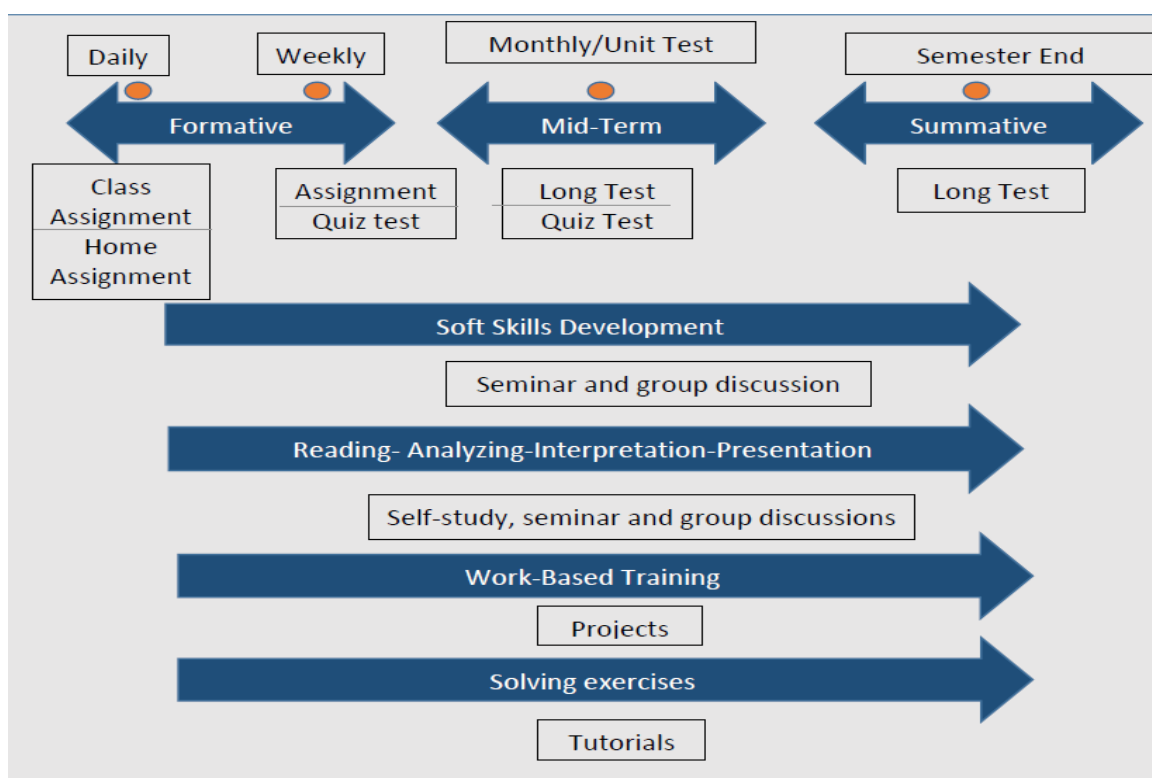 Daily
Weekly
Monthly/Unit Test
Semester End
Formative
Mid-Term
Summative
Class
Assignment
Home
Assignment
Assignment
Quiz test
Long Test
Quiz Test
Long Test
Soft Skills Development
Seminar and group discussion
Reading- Analyzing-Interpretation-Presentation
Self-study, seminar and group discussions
Work-Based Training
Projects
Solving exercises
Tutorials